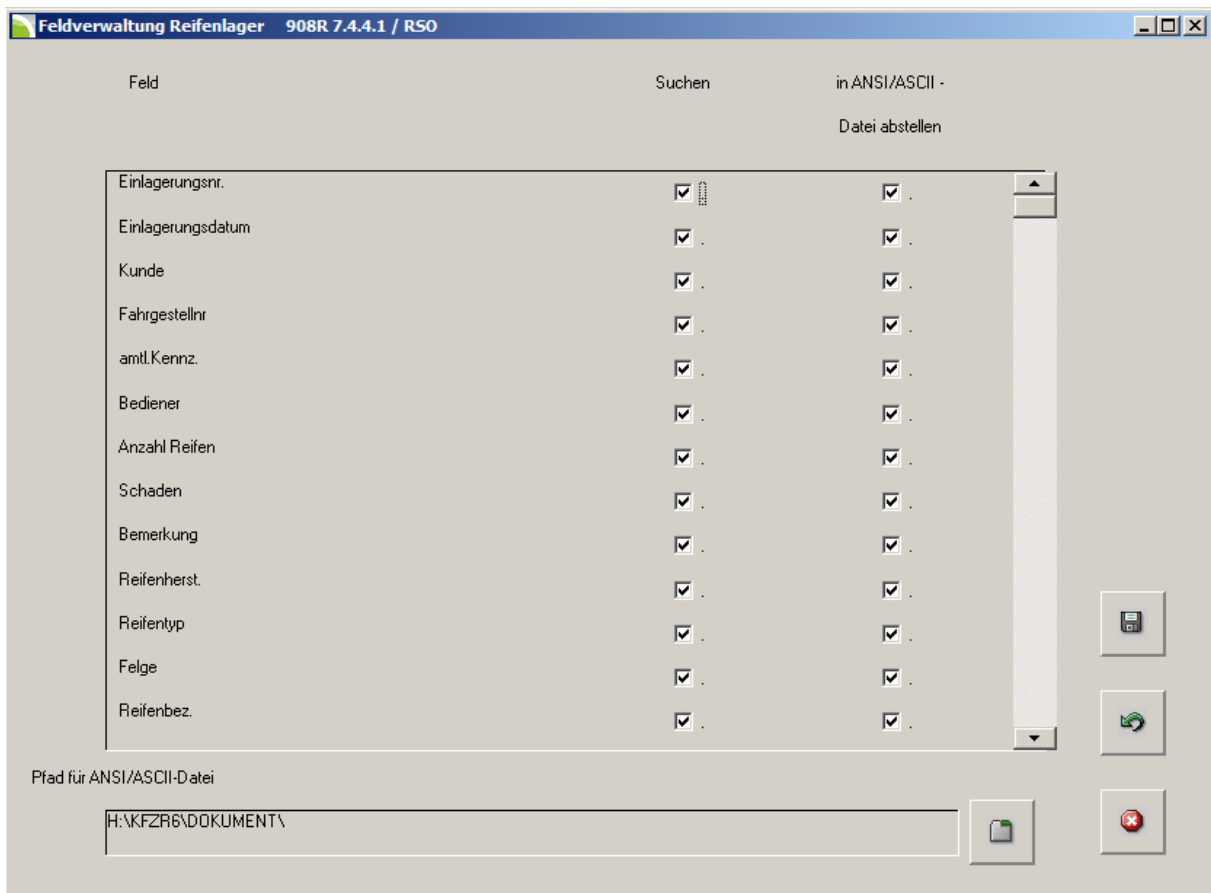 Feldverwaltung Reifenlager 908R 7.4.4.1 / RSO
Feld Suchen in ANSI/ASCII -
Datei abstellen
Einlagerungsnr. . .
Einlagerungsdatum . .
Kunde . .
Fahrgestellnr . .
amtl.Kennz. . .
Bediener . .
Anzahl Reifen . .
Schaden . .
Bemerkung . .
Reifenherst. . .
Reifentyp . .
Felge . .
Reifenbez. . .
Pfad für ANSI/ASCII-Datei
H:\KFZR6\DOKUMENT\